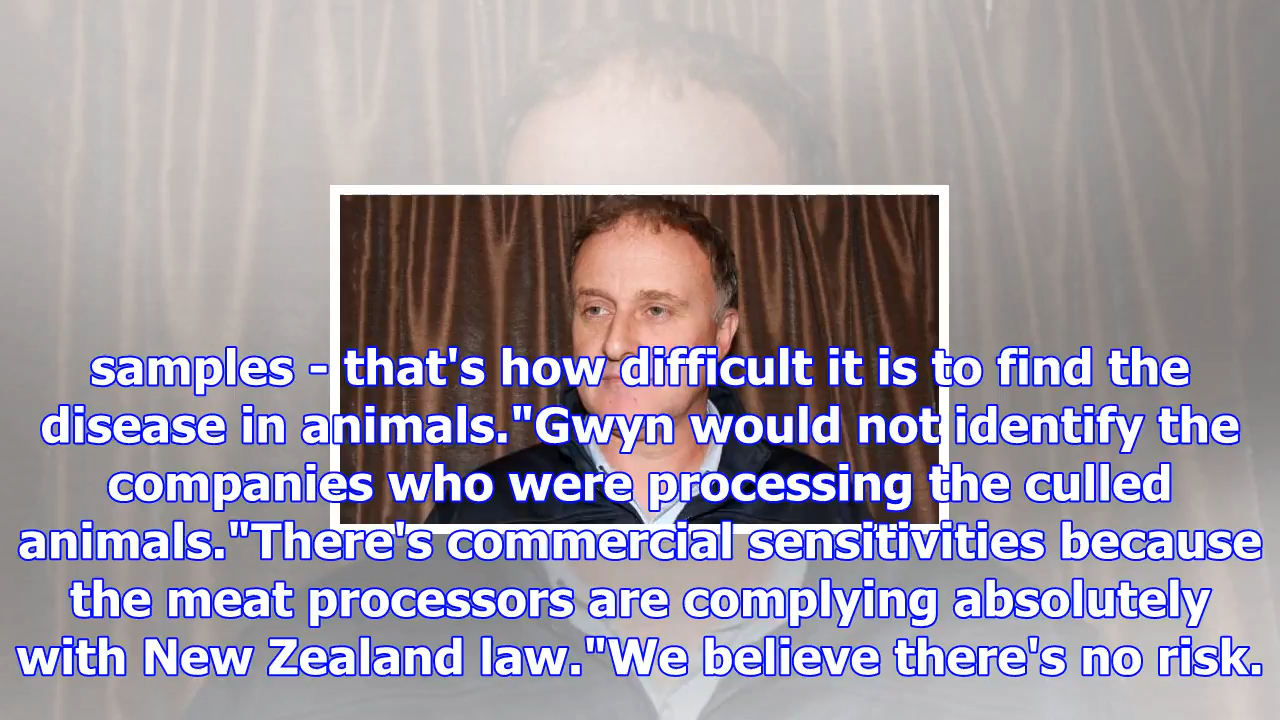 samples - that's how difficult it is to find the
disease in animals."Gwyn would not identify the
companies who were processing the culled
animals."There's commercial sensitivities because
the meat processors are complying absolutely
with New Zealand law."We believe there's no risk.